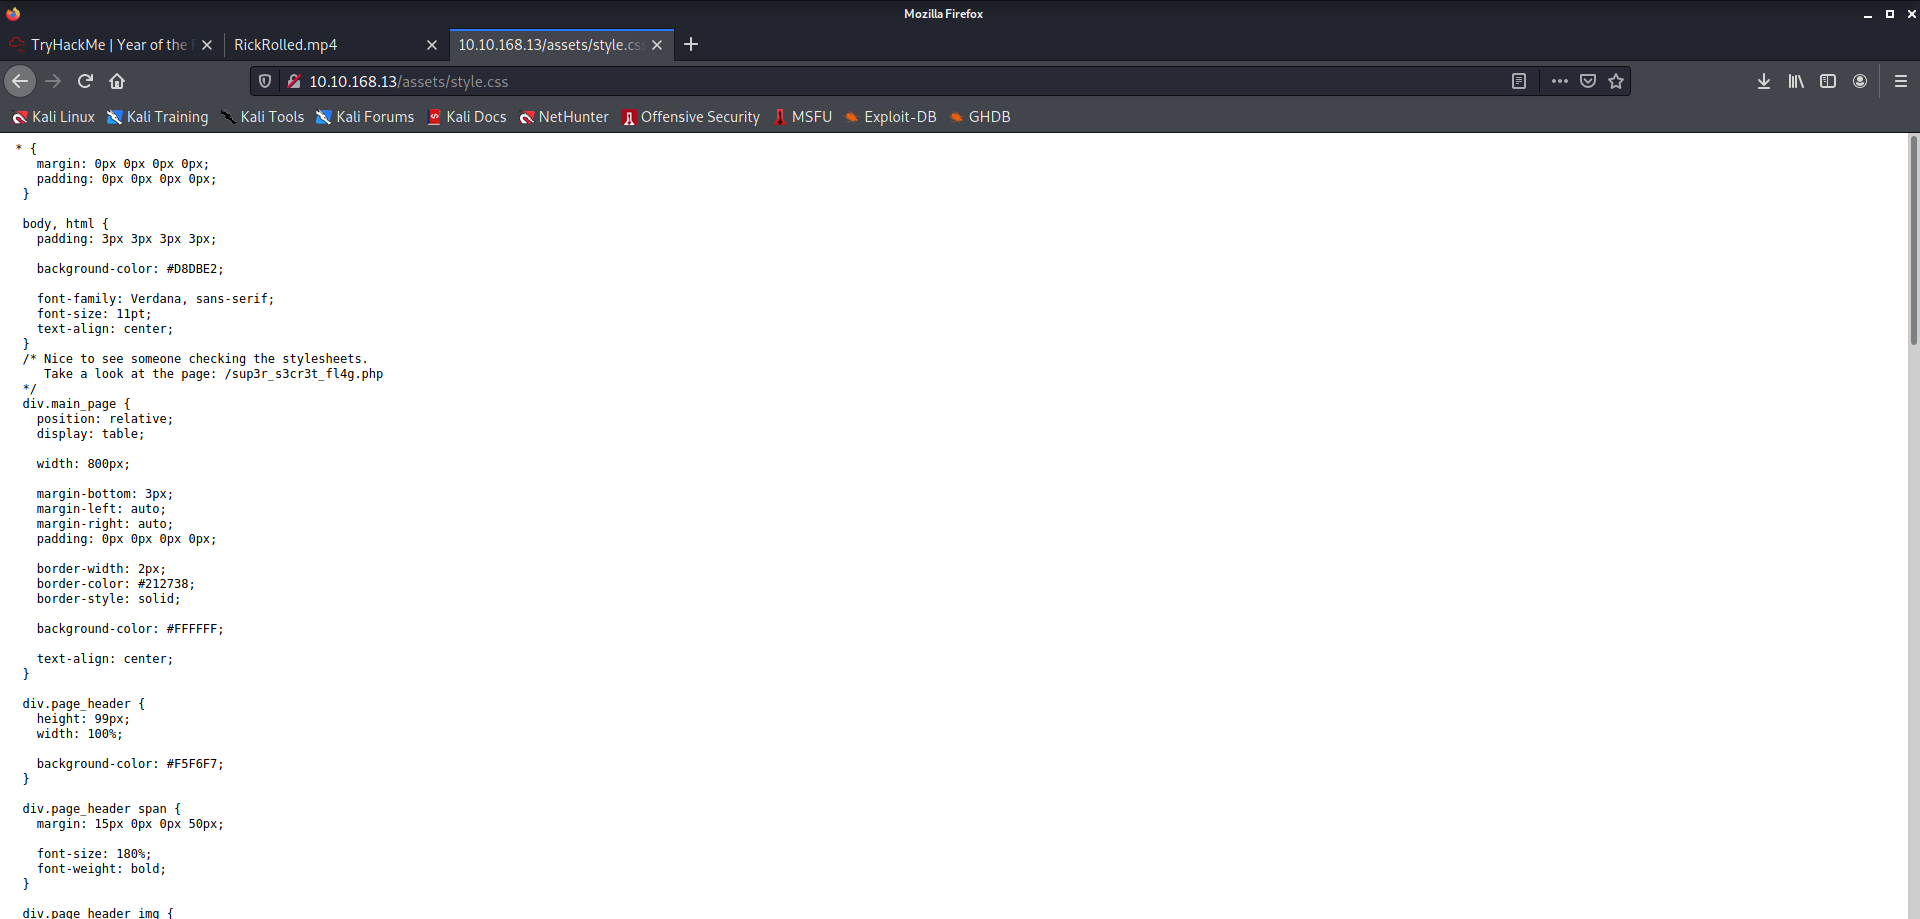 Mozilla Firefox
TryHackMe | Year of the
RickRolled.mp4
10.10.168.13/assets/style.cs
10.10.168.13/assets/style.css
Kali Linux
Kali Training
Kali Tools
Kali Forums
Kali Docs
NetHunter
Offensive Security
MSFU
Exploit-DB
GHDB
* {
margin: 0px 0px 0px 0px;
padding: 0px 0px 0px 0px;
}
body, html {
padding: 3px 3px 3px 3px;
background-color: #D8DBE2;
font-family: Verdana, sans-serif;
font-size: 11pt;
text-align: center;
}
/* Nice to see someone checking the stylesheets.
Take a look at the page: /sup3r_s3cr3t_fl4g.php
*/
div.main_page {
position: relative;
display: table;
width: 800px;
margin-bottom: 3px;
margin-left: auto;
margin-right: auto;
padding: 0px 0px 0px 0px;
border-width: 2px;
border-color: #212738;
border-style: solid;
background-color: #FFFFFF;
text-align: center;
}
div.page_header {
height: 99px;
width: 100%;
background-color: #F5F6F7;
}
div.page_header span {
margin: 15px 0px 0px 50px;
font-size: 180%;
font-weight: bold;
}
div.page_header img {